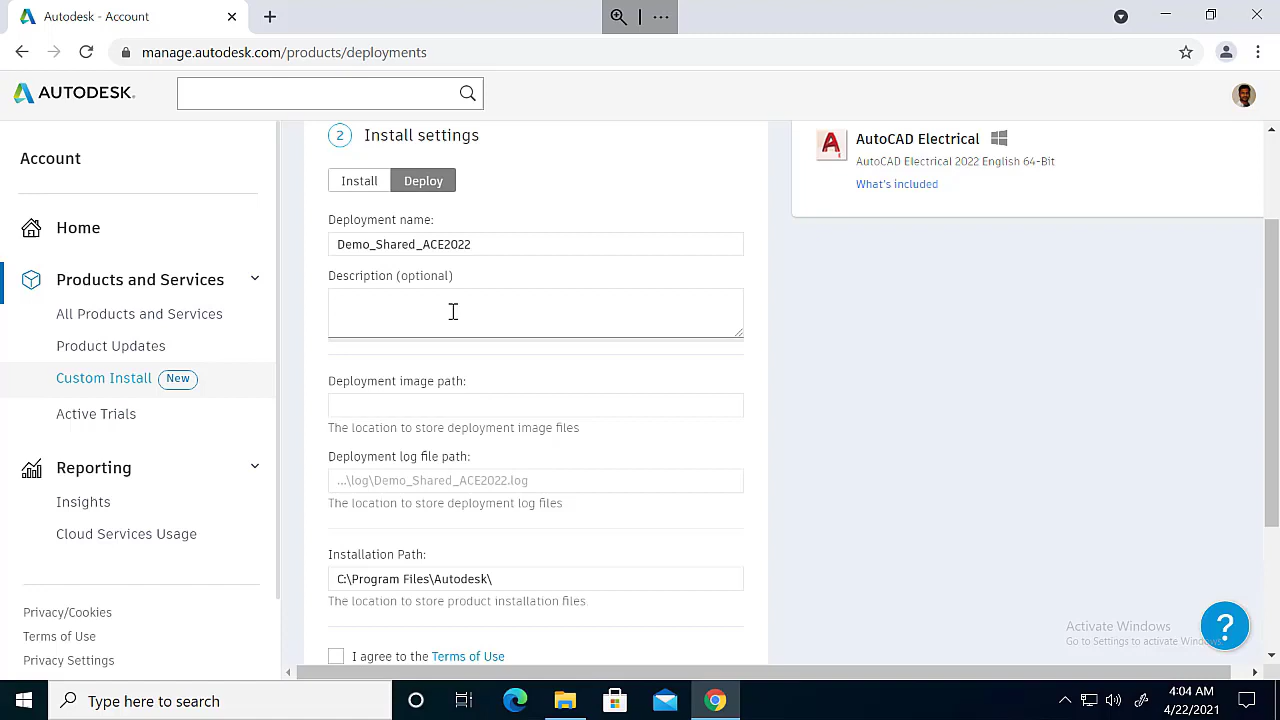 Autodesk - Account
manage.autodesk.com/products/deployments
AUTODESK.
Account
Home
Products and Services
All Products and Services
Product Updates
Custom Install New
Active Trials
Reporting
Insights
Cloud Services Usage
Privacy/Cookies
Terms of Use
Privacy Settings
2 Install settings
Install Deploy
Deployment name:
Demo_Shared_ACE2022
Description (optional)
Deployment image path:
The location to store deployment image files
Deployment log file path:
...\log\Demo_Shared_ACE2022.log
The location to store deployment log files
Installation Path:
C:\Program Files\Autodesk\
The location to store product installation files
I agree to the Terms of Use
A
AutoCAD Electrical
AutoCAD Electrical 2022 English 64-Bit
What's included
Activate Windows
Go to Settings to activate Windows.
?
Type here to search
4:04 AM
4/22/2021